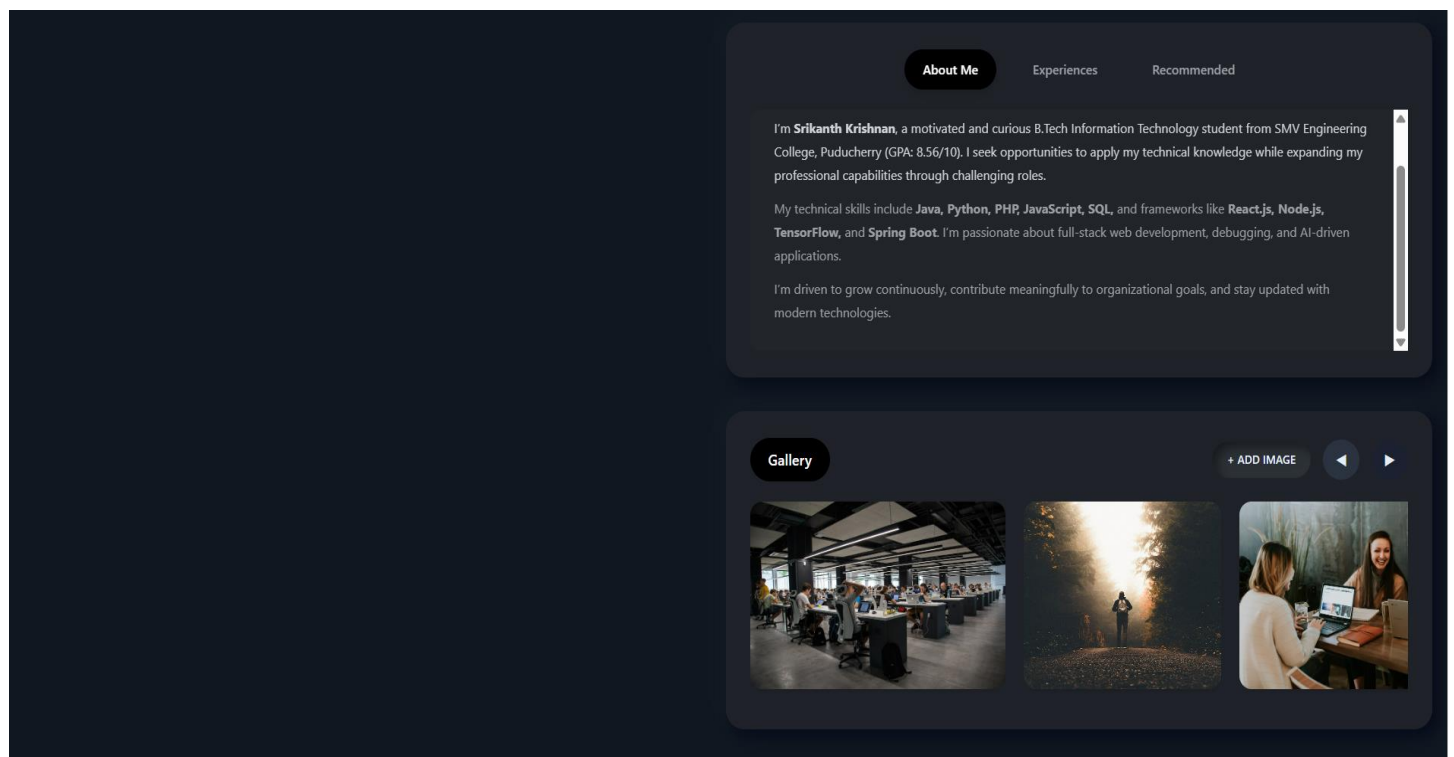 About Me Experiences Recommended
I'm Srikanth Krishnan, a motivated and curious B.Tech Information Technology student from SMV Engineering
College, Puducherry (GPA: 8.56/10). I seek opportunities to apply my technical knowledge while expanding my
professional capabilities through challenging roles.
My technical skills include Java, Python, PHP, JavaScript, SQL, and frameworks like React.js, Node.js,
TensorFlow, and Spring Boot. I'm passionate about full-stack web development, debugging, and AI-driven
applications.
I'm driven to grow continuously, contribute meaningfully to organizational goals, and stay updated with
modern technologies.
Gallery
+ ADD IMAGE